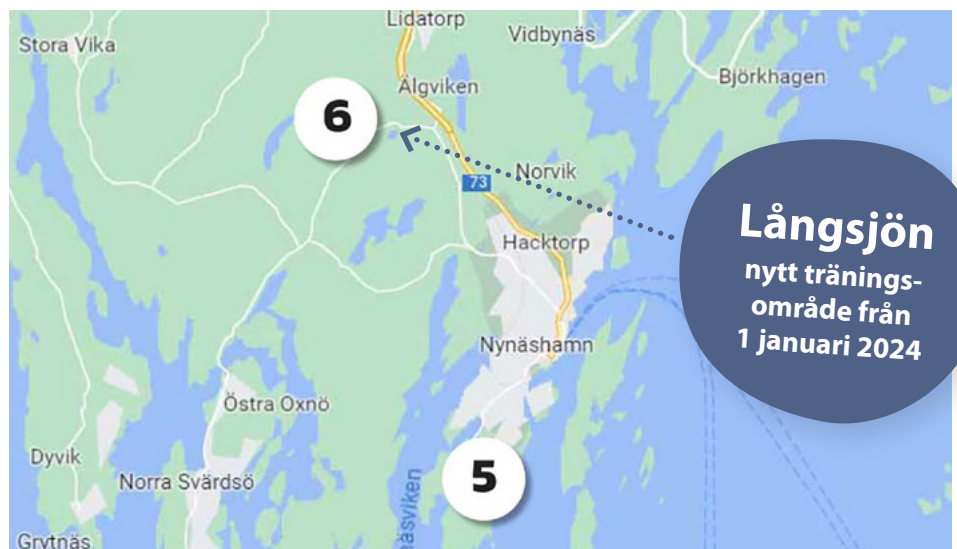 Lidatorp
Stora Vika
Vidbynäs
Björkhagen
Älgviken
6
Norvik
73
Långsjön
nytt tränings-
område från
1 januari 2024
Hacktorp
Nynäshamn
Östra Oxnö
Dyvik
Norra Svärdsö
5
Grytnäs